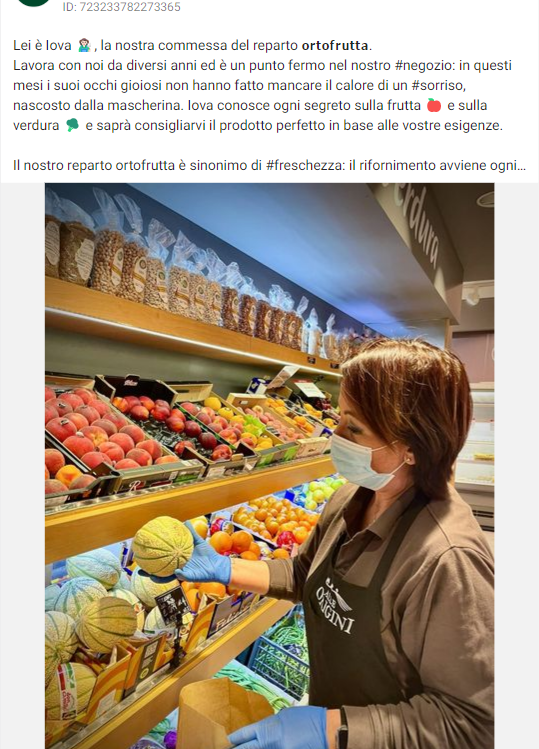 ID: 723233782273365
Lei è Iova 🤦🏻‍♀️, la nostra commessa del reparto ortofrutta.
Lavora con noi da diversi anni ed è un punto fermo nel nostro #negozio: in questi
mesi i suoi occhi gioiosi non hanno fatto mancare il calore di un #sorriso,
nascosto dalla mascherina. Iova conosce ogni segreto sulla frutta 🍎 e sulla
verdura 🥦 e saprà consigliarvi il prodotto perfetto in base alle vostre esigenze.
Il nostro reparto ortofrutta è sinonimo di #freschezza: il rifornimento avviene ogni...
verdura
ALLE
ORIGINI